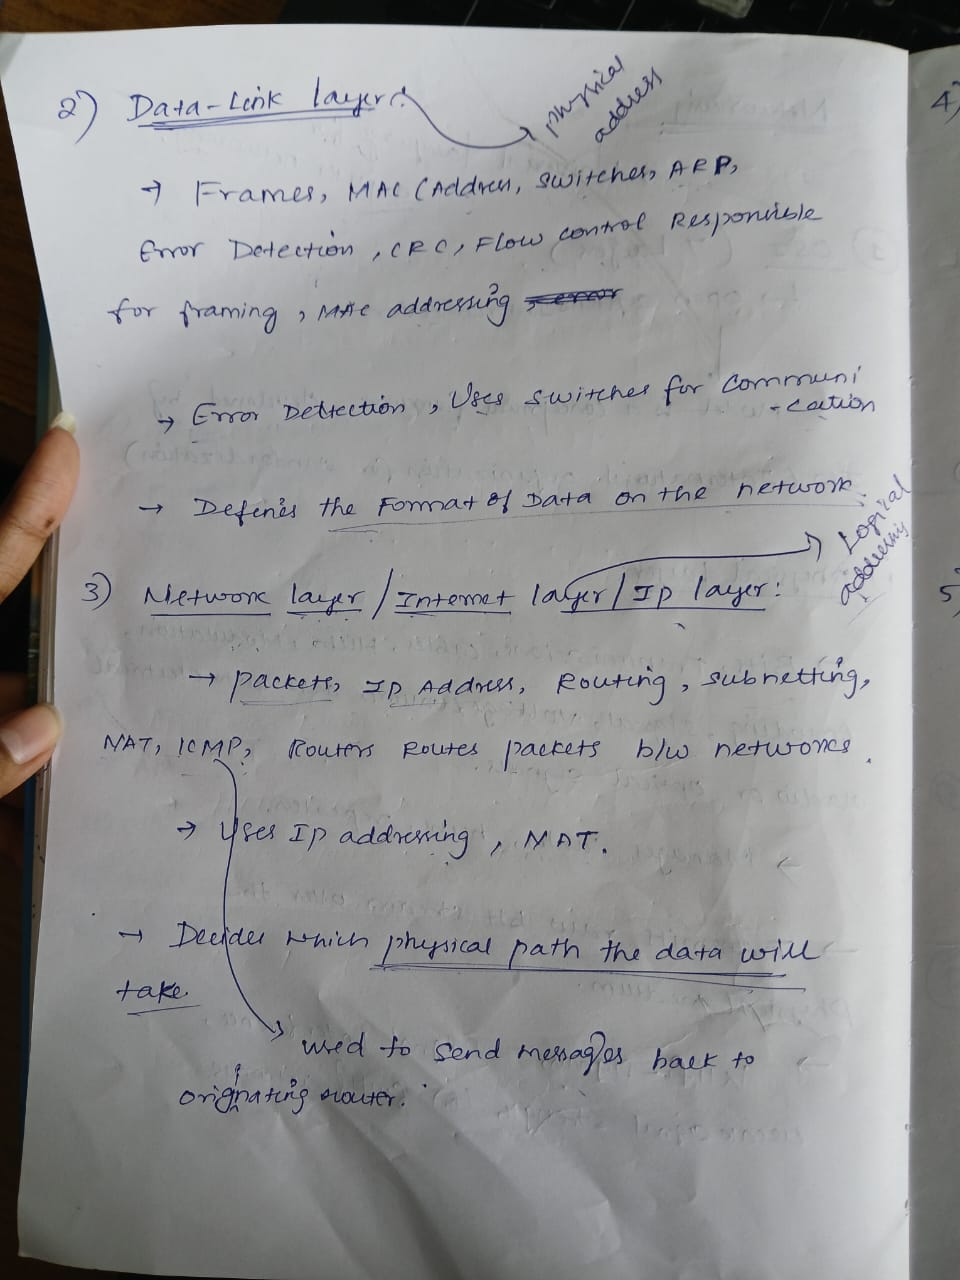 2) Data-Link layer:
physical
address
→ Frames, MAC (Address, switches, ARP,
Error Detection, CRC, Flow control Responsible
for framing, MAC addressing
→ Error Detection, Uses switches for Communi
-cation
→ Defines the Format of Data on the network.
Logical
addressing
3) Network layer/Internet layer/Ip layer:
→ packets, IP Address, Routing, subnetting,
NAT, ICMP, Routers Routes packets b/w networks.
→ Uses Ip addressing, NAT.
→ Decides which physical path the data will
take
used to send messages back to
originating router.
4)
5)